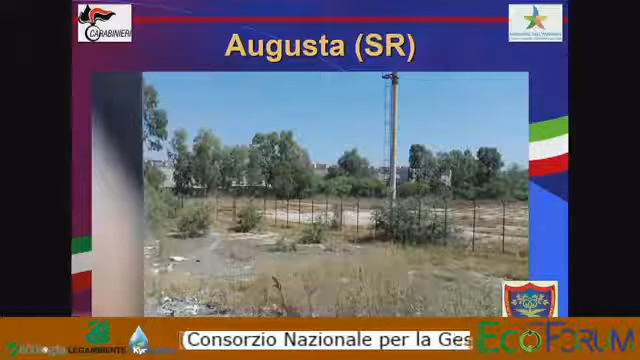 CARABINIERI
Augusta (SR)
LEGAMBIENTE
Consorzio Nazionale per la Ges
ECOFORUM